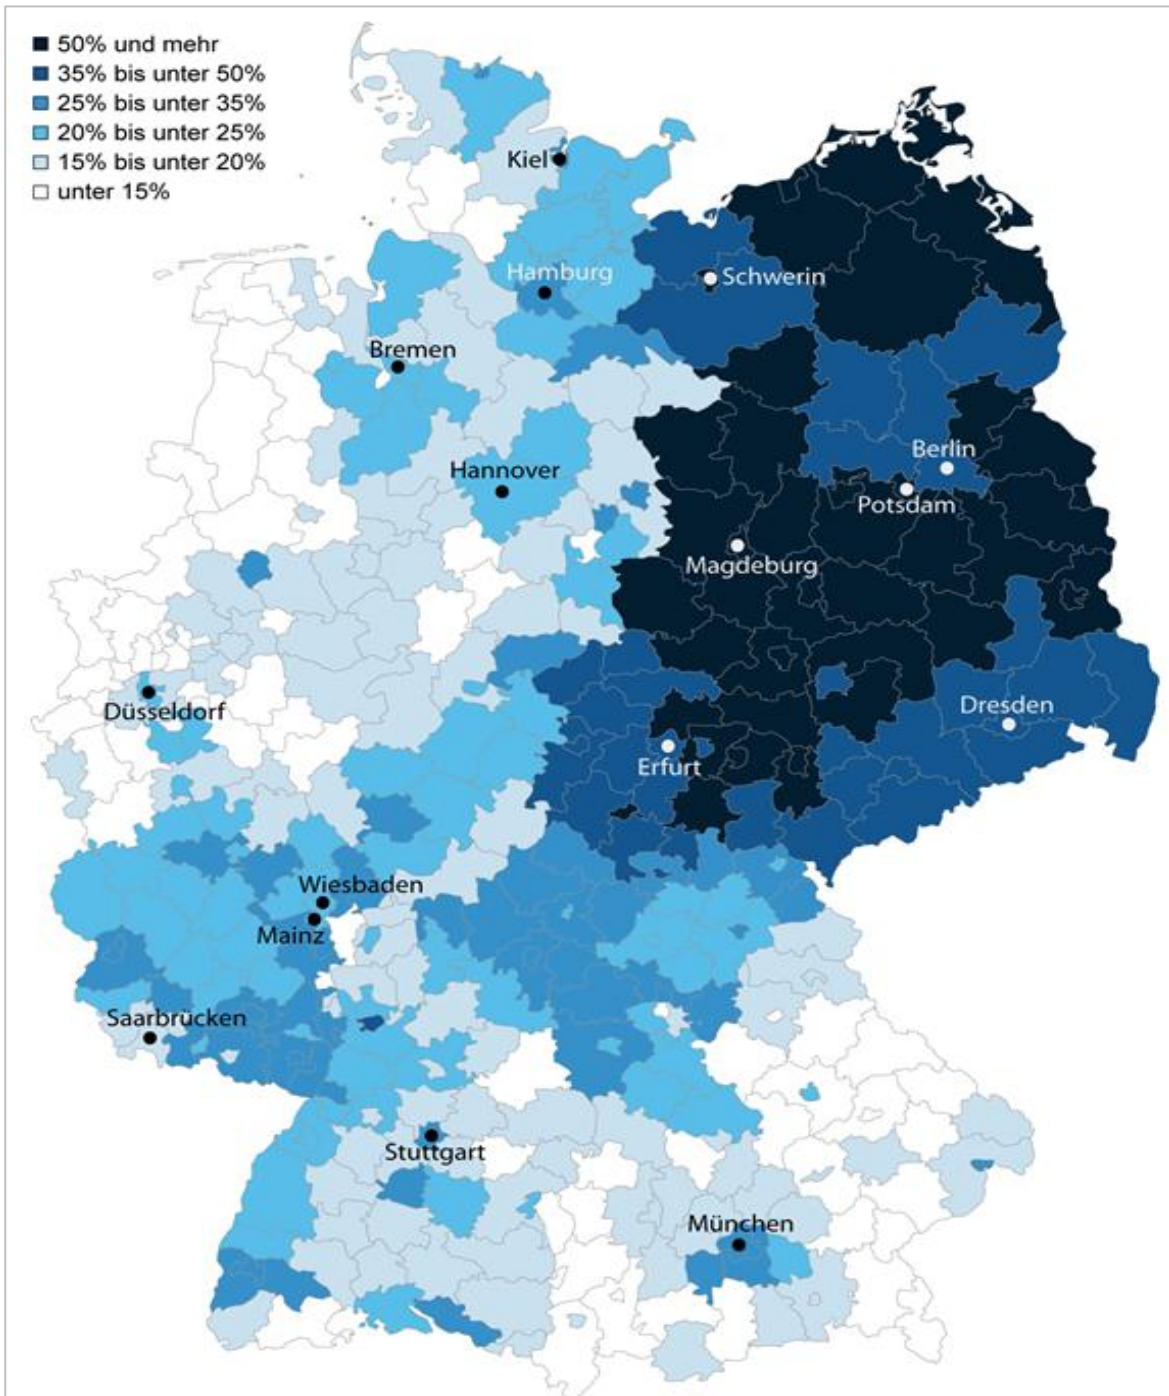 50% und mehr
35% bis unter 50%
25% bis unter 35%
20% bis unter 25%
15% bis unter 20%
unter 15%
Kiel
Hamburg
Schwerin
Bremen
Berlin
Hannover
Potsdam
Magdeburg
Düsseldorf
Dresden
Erfurt
Wiesbaden
Mainz
Saarbrücken
Stuttgart
München